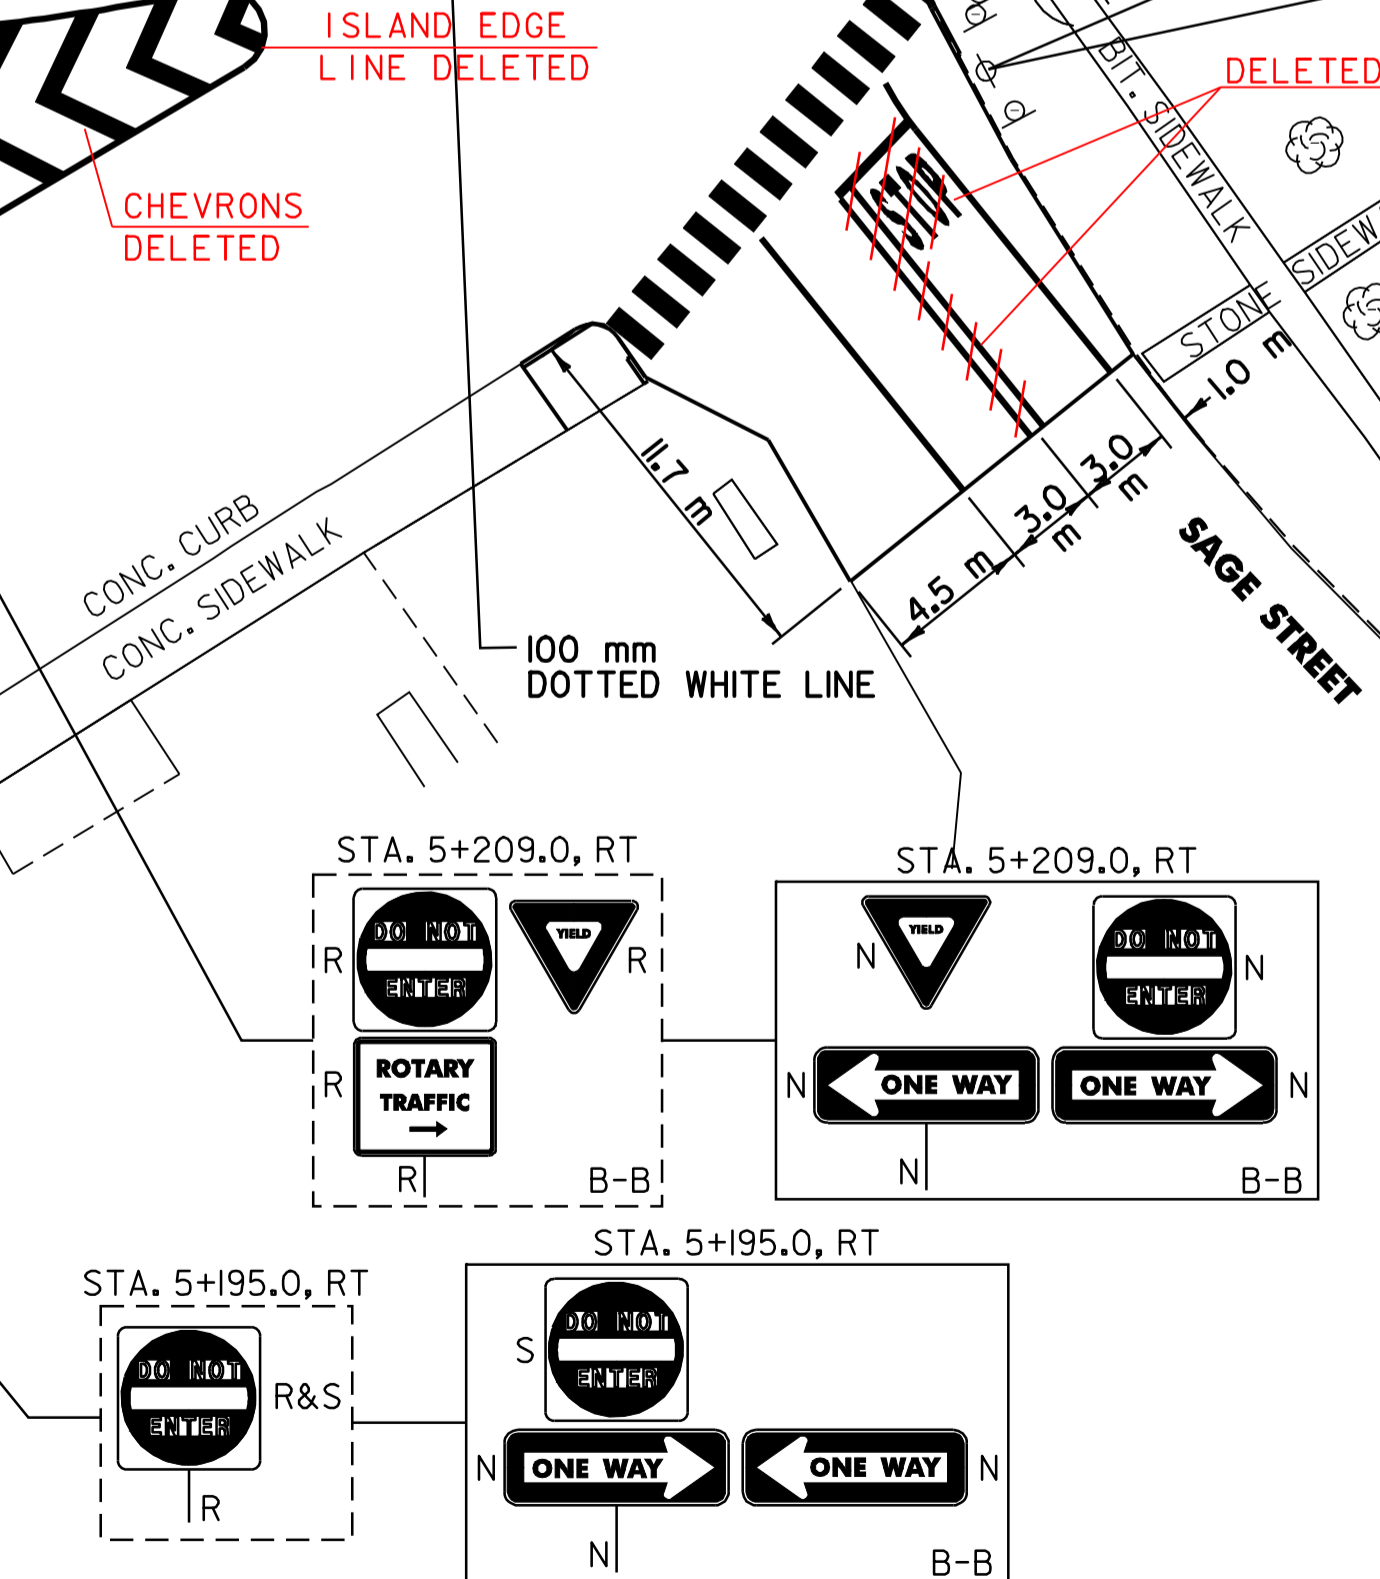 ISLAND EDGE
LINE DELETED
DELETED
BIT. SIDEWALK
CHEVRONS
DELETED
STOP
STONE
SIDEW
1.0 m
3.0 m
3.0 m
4.5 m
11.7 m
SAGE STREET
CONC. CURB
CONC. SIDEWALK
100 mm
DOTTED WHITE LINE
STA. 5+209.0, RT
DO NOT
ENTER
R
YIELD
R
ROTARY
TRAFFIC
R
R
B-B
STA. 5+209.0, RT
YIELD
N
DO NOT
ENTER
N
N
ONE WAY
ONE WAY
N
N
B-B
STA. 5+195.0, RT
DO NOT
ENTER
R&S
R
STA. 5+195.0, RT
DO NOT
ENTER
S
N
ONE WAY
ONE WAY
N
N
B-B